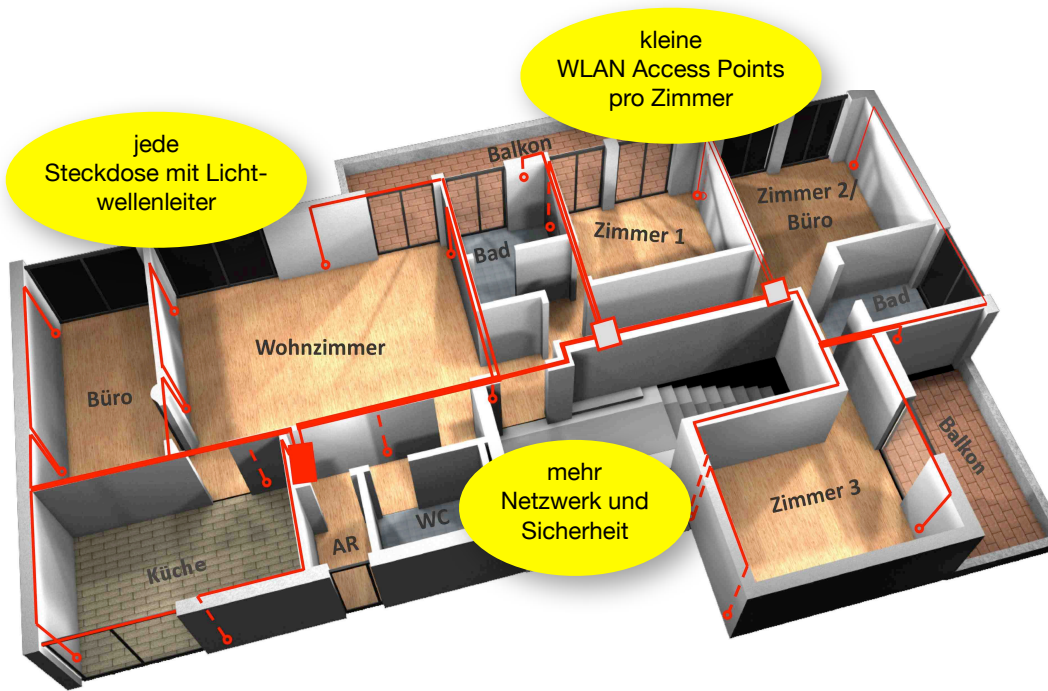 kleine
WLAN Access Points
pro Zimmer
jede
Steckdose mit Licht-
wellenleiter
Balkon
Zimmer 2/
Büro
Zimmer 1
Bad
Bad
Wohnzimmer
Büro
Balkon
mehr
Netzwerk und
Sicherheit
Zimmer 3
WC
AR
Küche